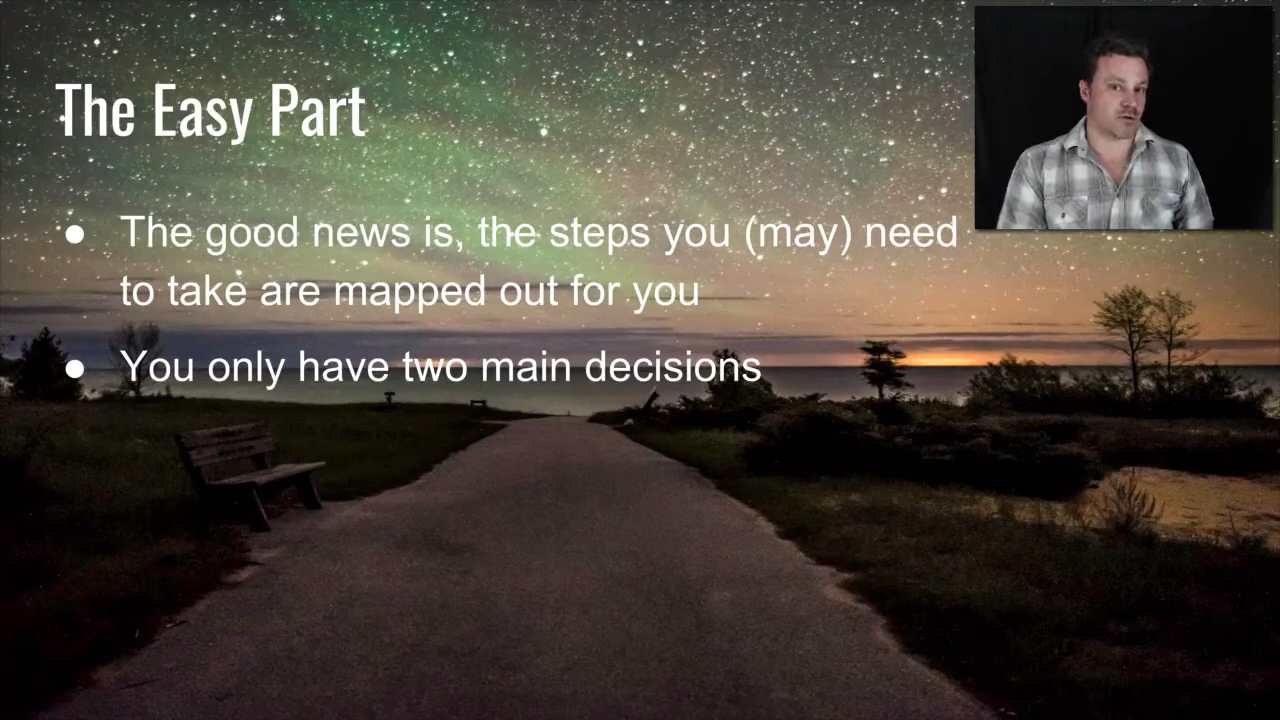 The Easy Part
● The good news is, the steps you (may) need
to take are mapped out for you
● You only have two main decisions